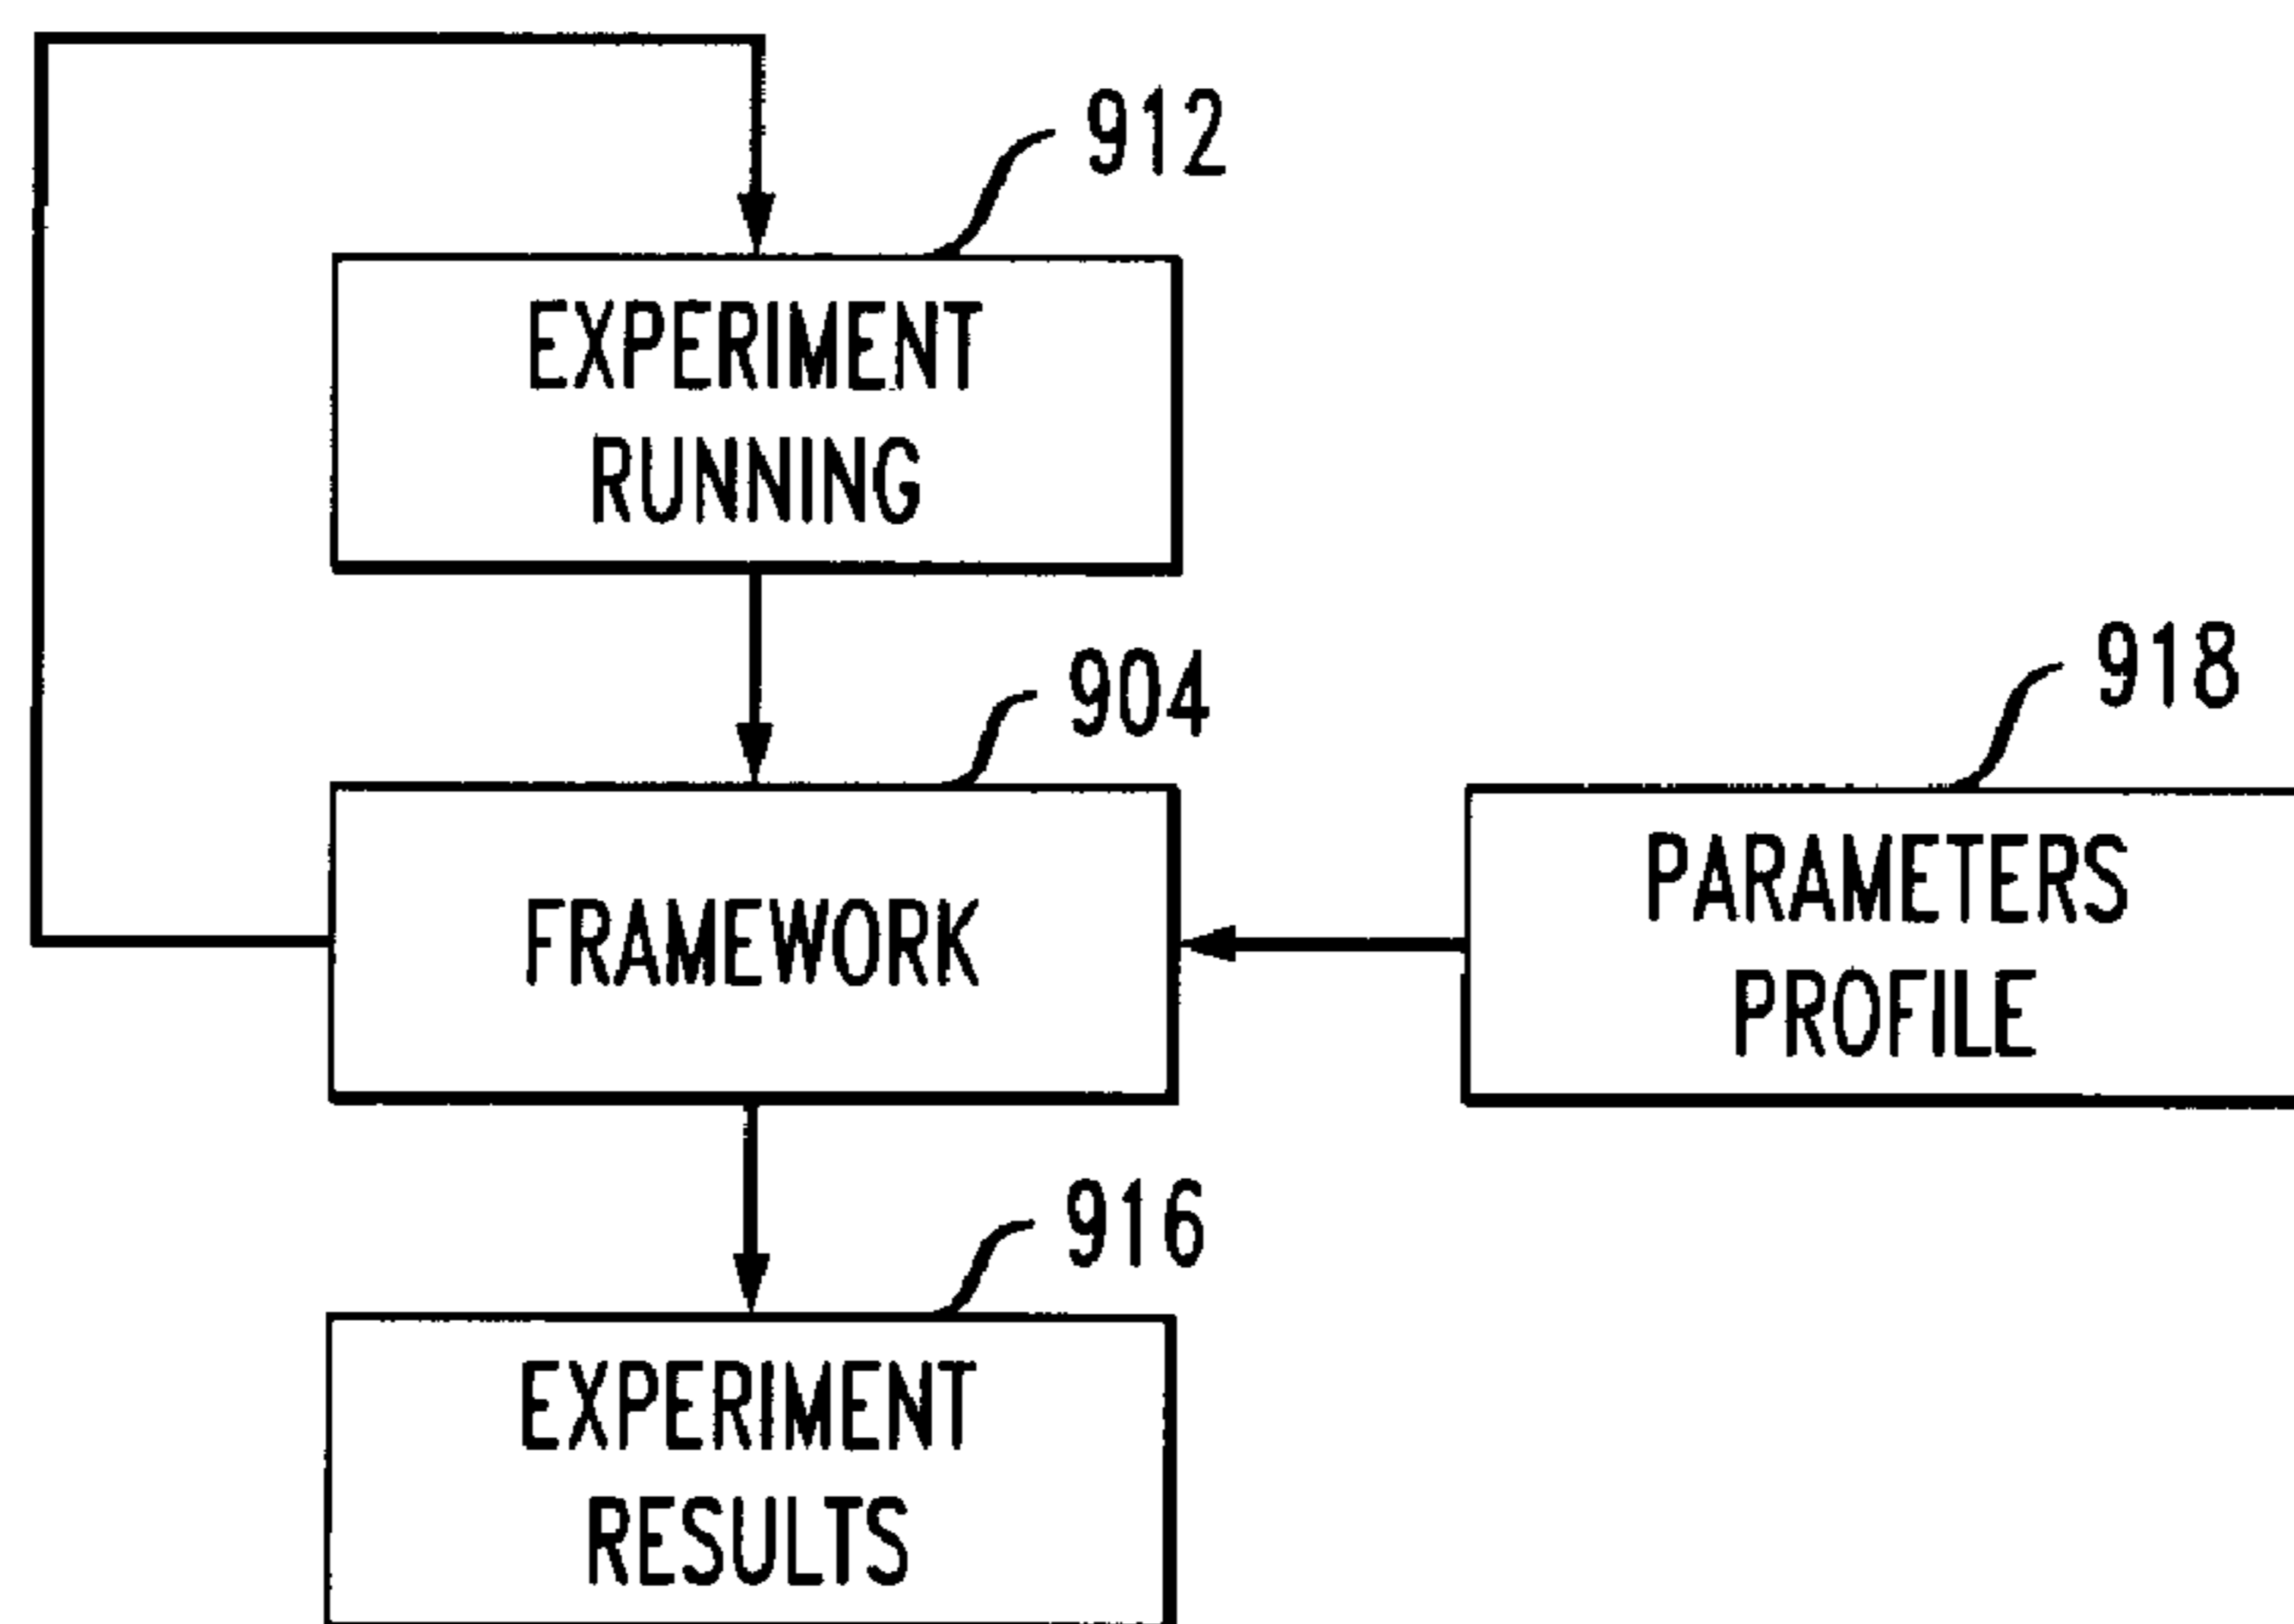 912
EXPERIMENT
RUNNING
904
918
FRAMEWORK
PARAMETERS
PROFILE
916
EXPERIMENT
RESULTS